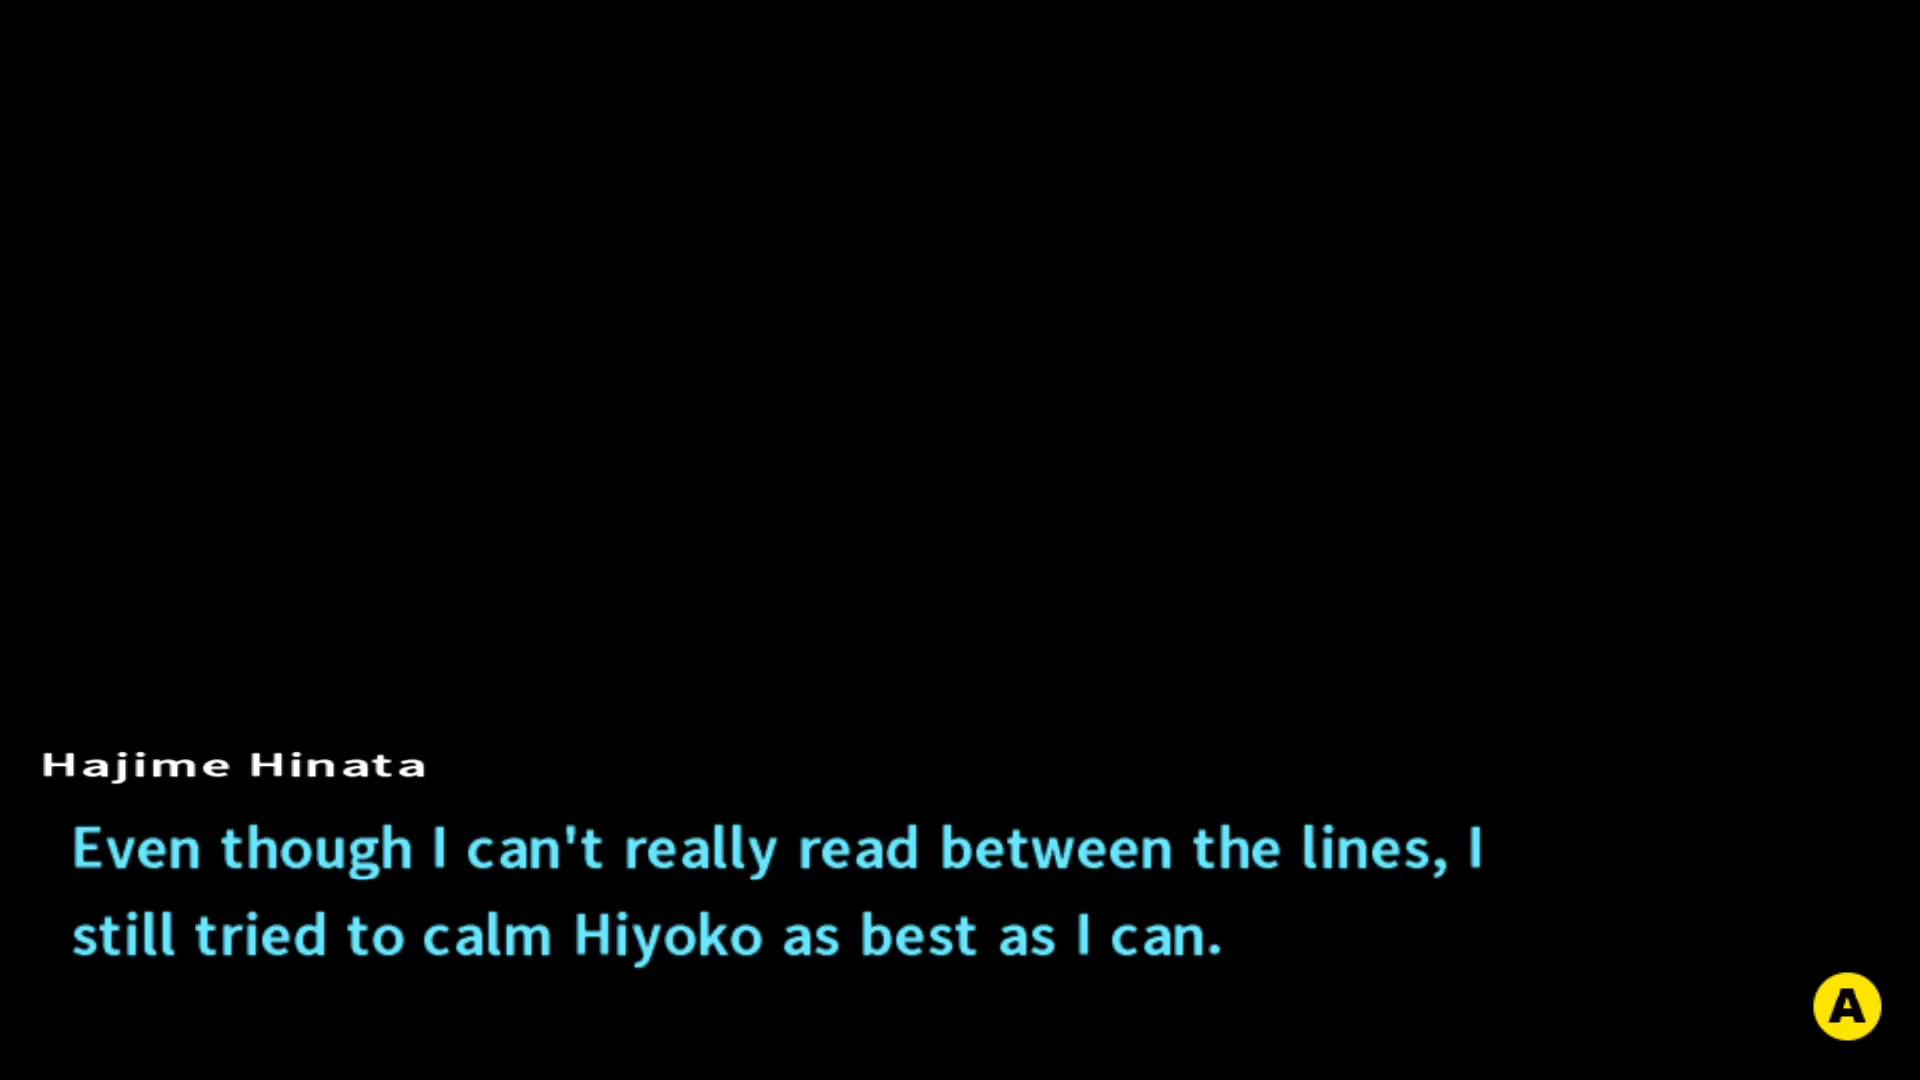 Hajime Hinata
Even though I can't really read between the lines, I
still tried to calm Hiyoko as best as I can.
A